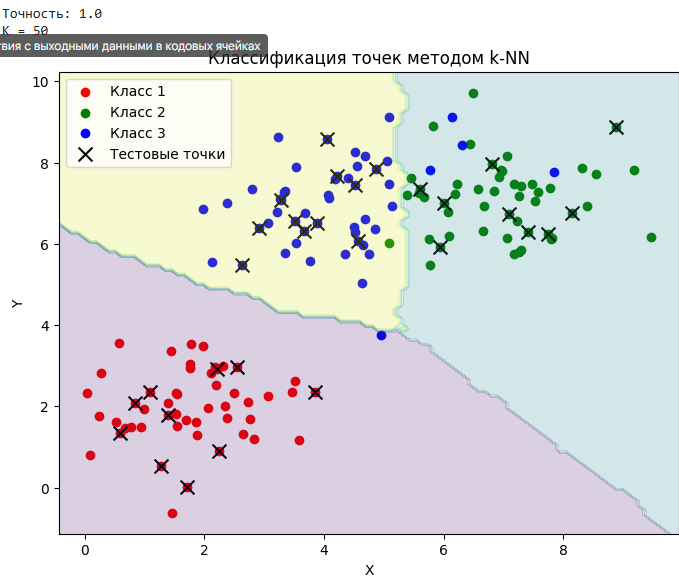 Точность: 1.0
K = 50
твия с выходными данными в кодовых ячейках
Классификация точек методом k-NN
Класс 1
Класс 2
Класс 3
Тестовые точки
10
8
6
4
2
0
Y
0 2 4 6 8
X